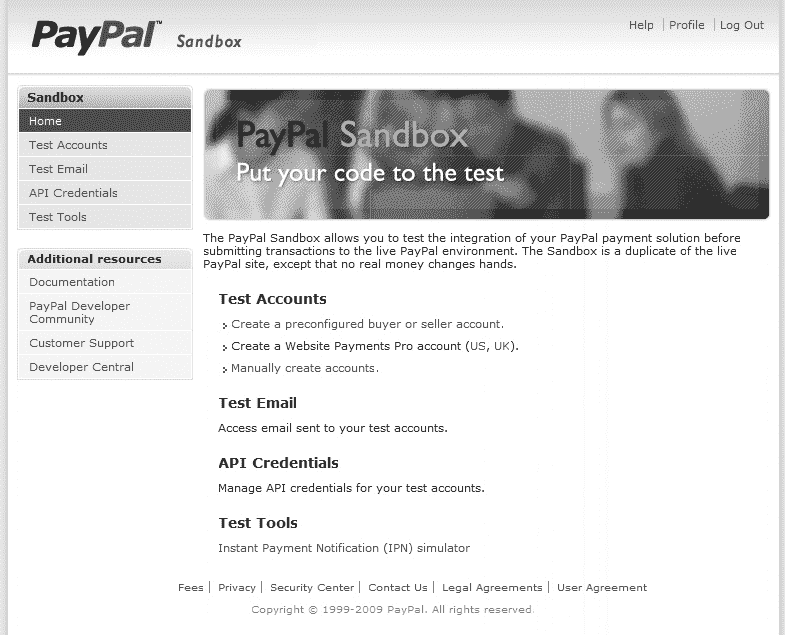 PayPal™ Sandbox
Help Profile Log Out
Sandbox
Home
Test Accounts
Test Email
API Credentials
Test Tools
Additional resources
Documentation
PayPal Developer
Community
Customer Support
Developer Central
PayPal Sandbox
Put your code to the test
The PayPal Sandbox allows you to test the integration of your PayPal payment solution before
submitting transactions to the live PayPal environment. The Sandbox is a duplicate of the live
PayPal site, except that no real money changes hands.
Test Accounts
Create a preconfigured buyer or seller account.
Create a Website Payments Pro account (US, UK).
Manually create accounts.
Test Email
Access email sent to your test accounts.
API Credentials
Manage API credentials for your test accounts.
Test Tools
Instant Payment Notification (IPN) simulator
Fees | Privacy | Security Center | Contact Us | Legal Agreements | User Agreement
Copyright © 1999-2009 PayPal. All rights reserved.